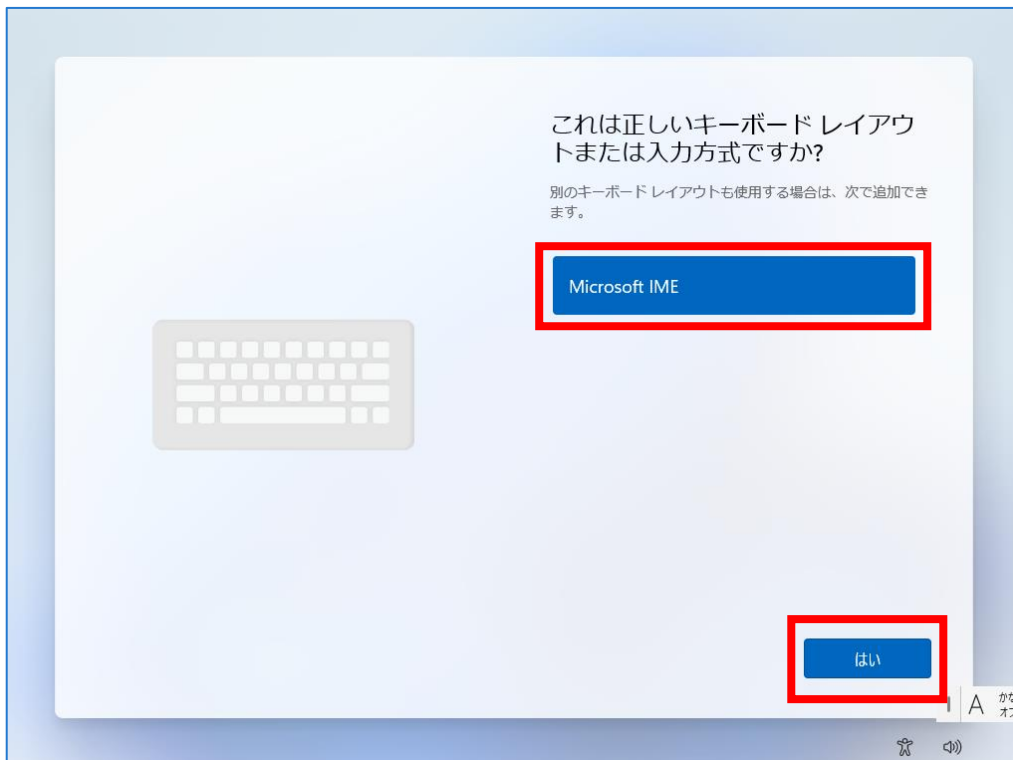 これは正しいキーボード レイアウ
トまたは入力方式ですか?
別のキーボード レイアウトも使用する場合は、次で追加でき
ます。
Microsoft IME
はい
A